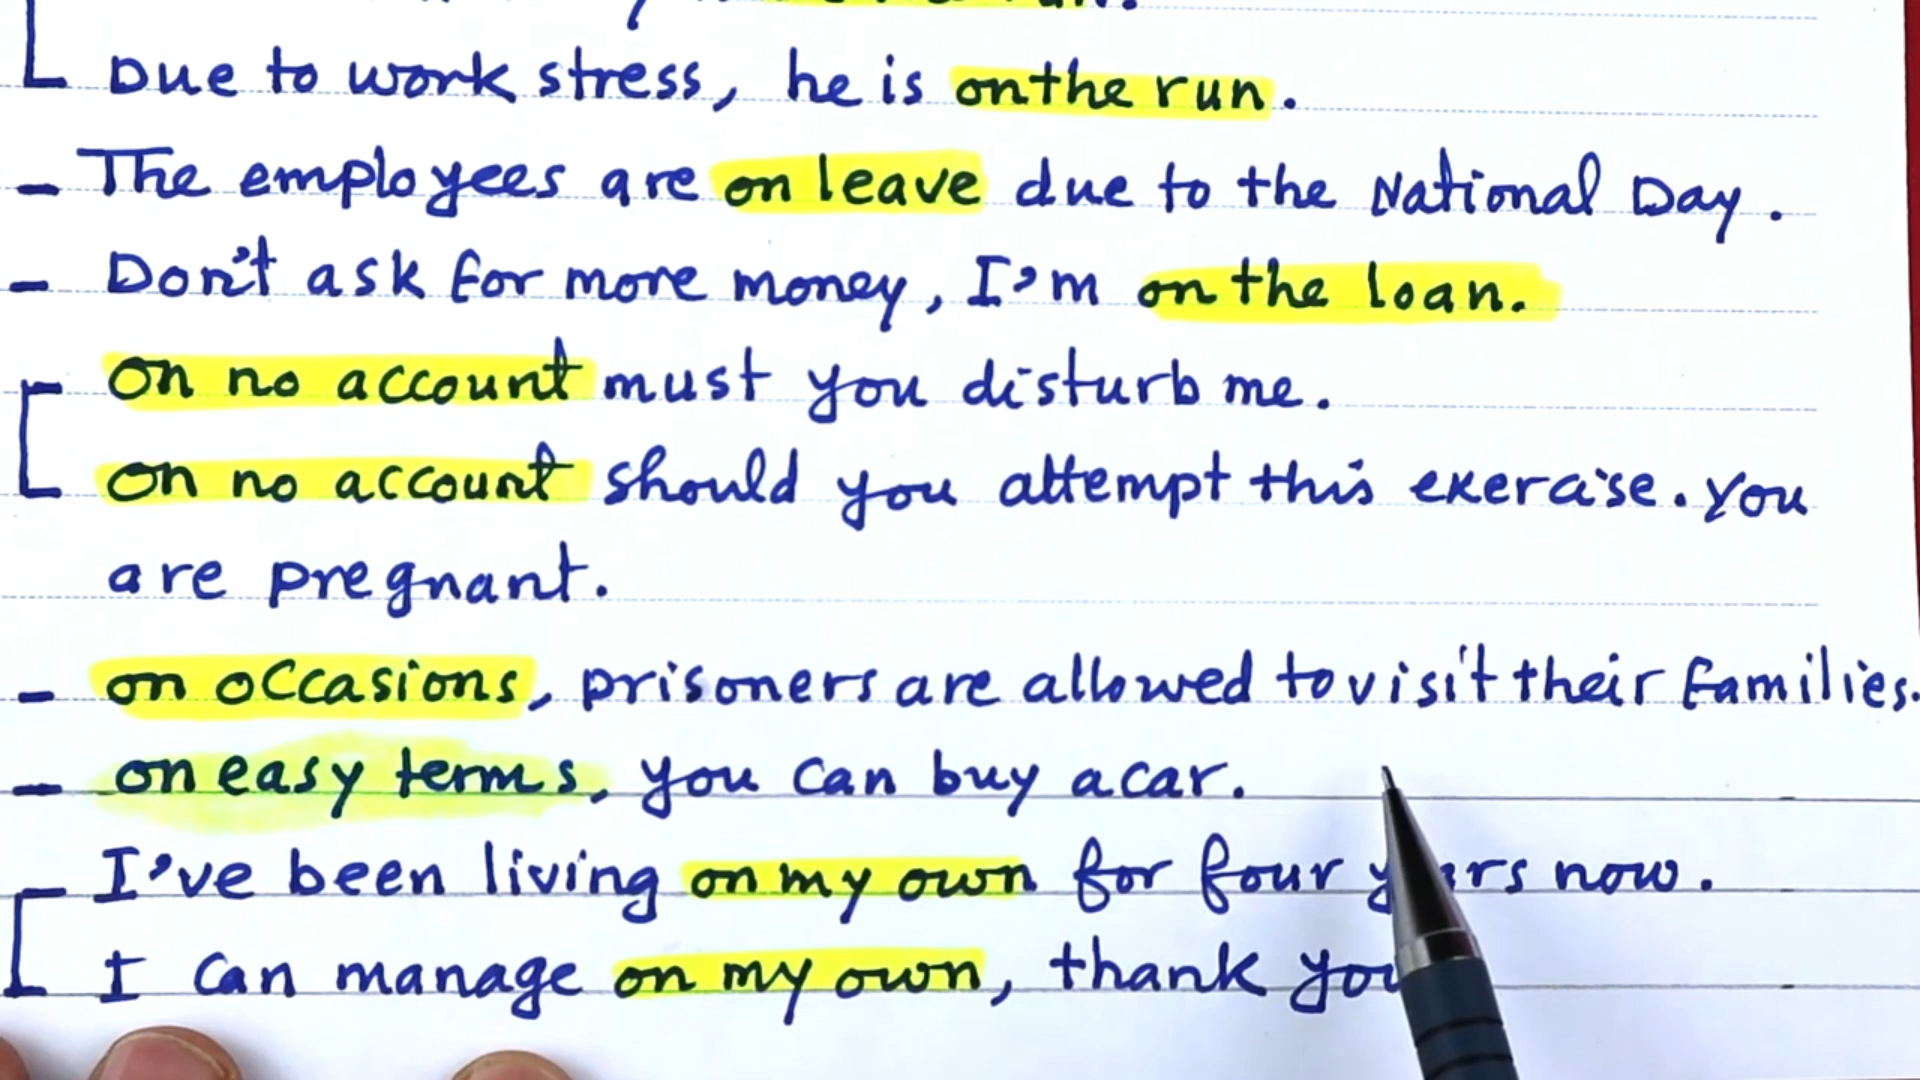 Due to work stress, he is on the run.
- The employees are on leave due to the National Day.
- Don't ask for more money, I'm on the loan.
on no account must you disturb me.
on no account should you attempt this exercise. You
are pregnant.
- on occasions, prisoners are allowed to visit their families.
- on easy terms, you can buy a car.
I've been living on my own for four years now.
I can manage on my own, thank you